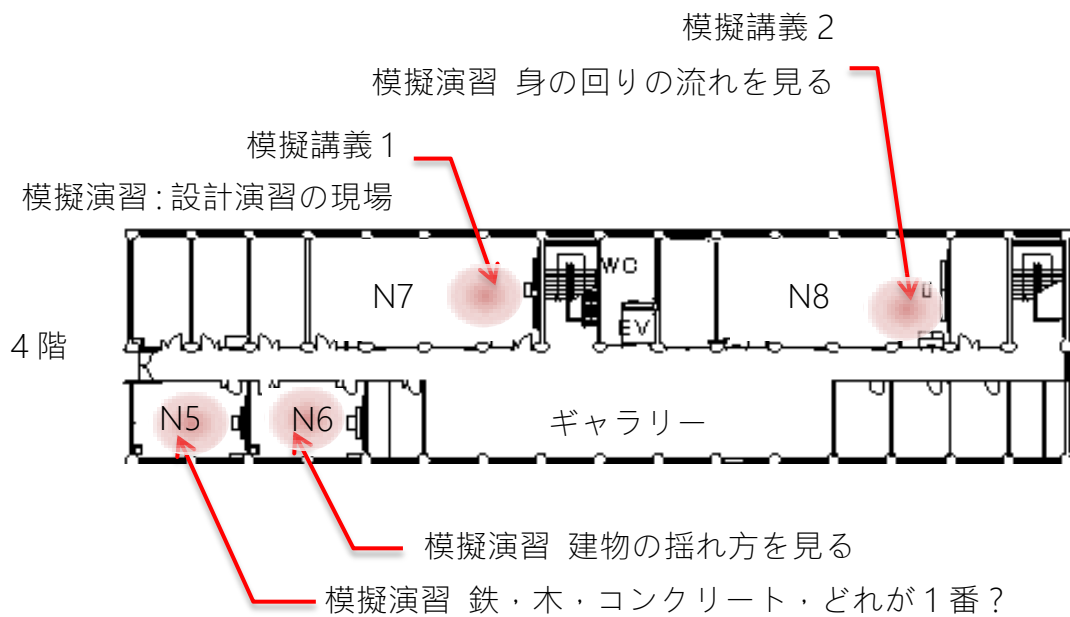 模擬講義2
模擬演習 身の回りの流れを見る
模擬講義1
模擬演習:設計演習の現場
WC
N7
N8
EV
4階
N5
N6
ギャラリー
模擬演習 建物の揺れ方を見る
模擬演習 鉄・木・コンクリート・どれが1番?